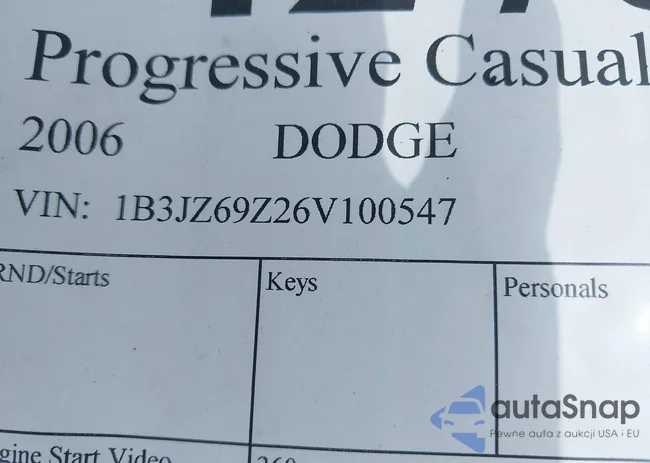 Progressive Casual
2006 DODGE
VIN: 1B3JZ69Z26V100547
RND/Starts Keys Personals
autaSnap
Pewne auta z aukcji USA i EU
gine Start Video 360